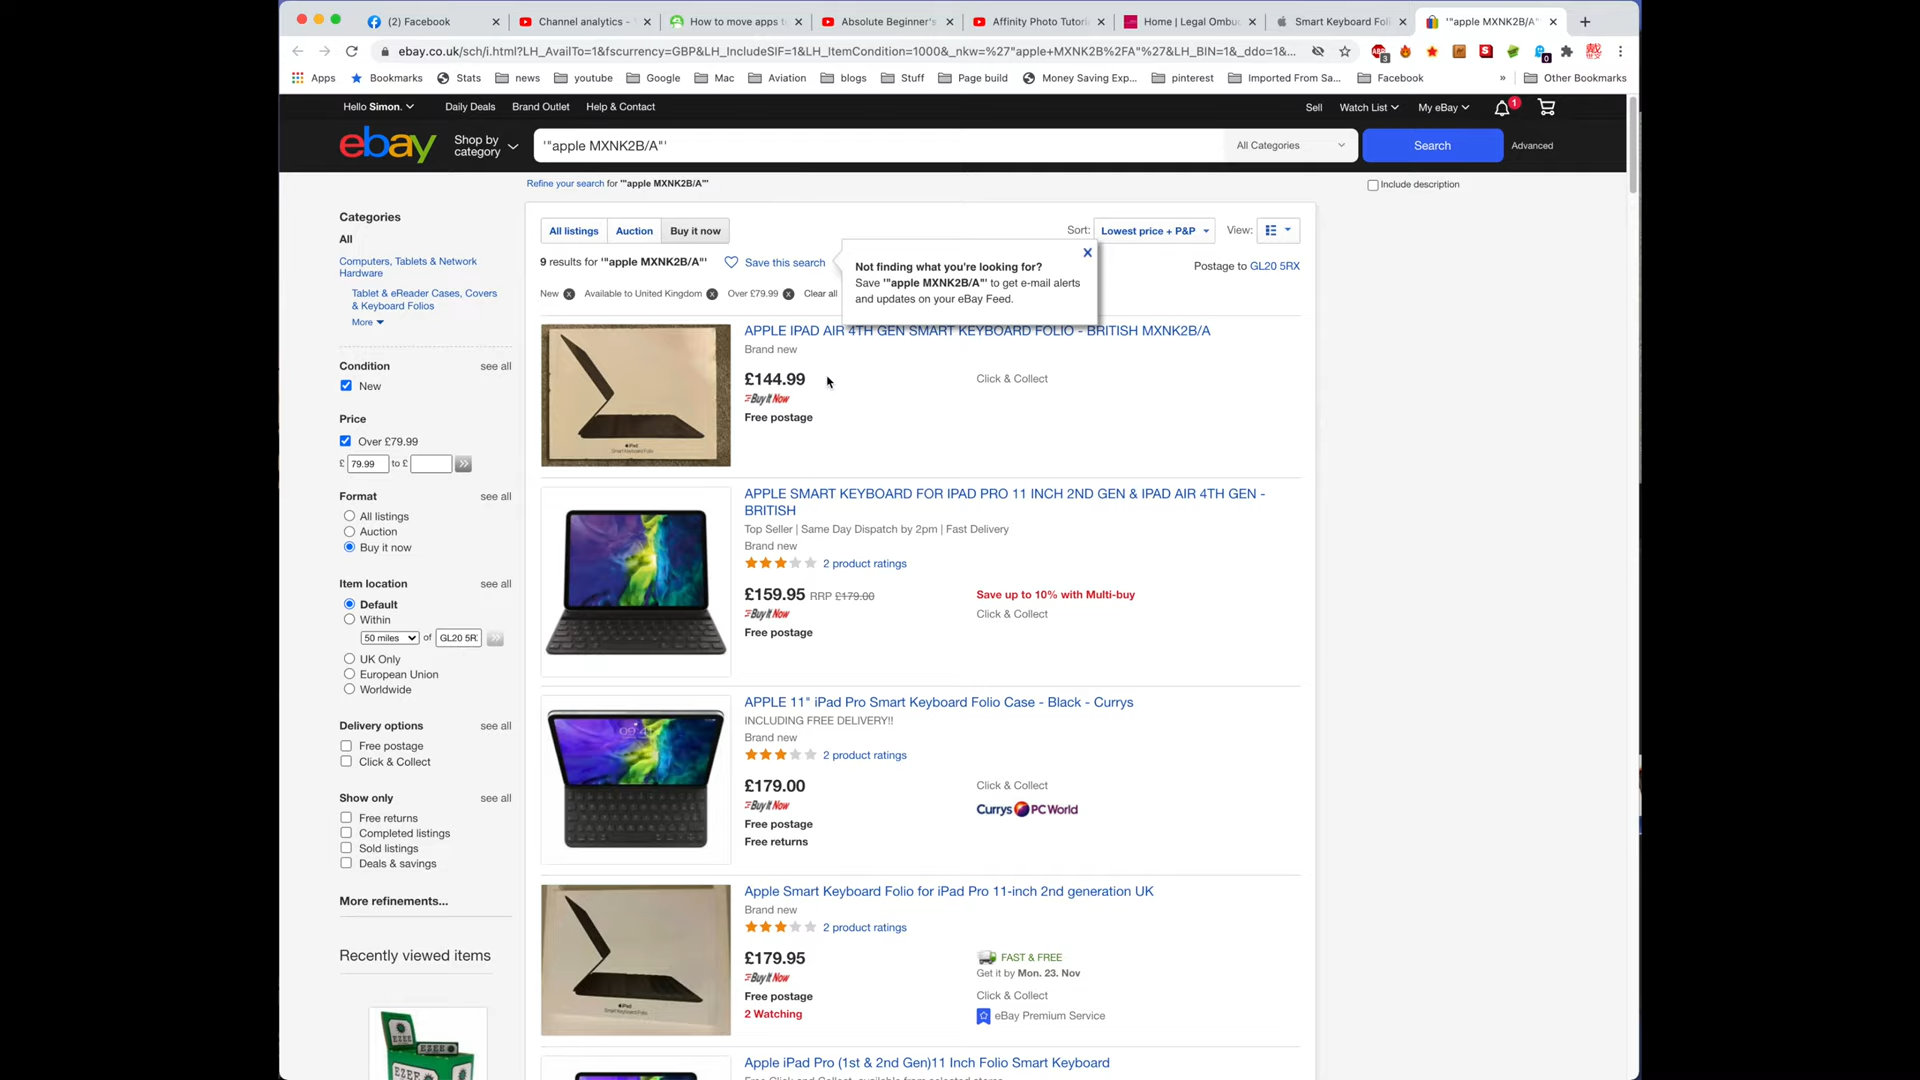 (2) Facebook
Channel analytics -
How to move apps t
Absolute Beginner's
Affinity Photo Tutori
Home | Legal Ombu
Smart Keyboard Foli
'"apple MXNK2B/A"
ebay.co.uk/sch/i.html?LH_AvailTo=1&fscurrency=GBP&LH_IncludeSIF=1&LH_ItemCondition=1000&_nkw=%27"apple+MXNK2B%2FA"%27&LH_BIN=1&_ddo=1&...
Apps
Bookmarks
Stats
news
youtube
Google
Mac
Aviation
blogs
Stuff
Page build
Money Saving Exp...
pinterest
Imported From Sa...
Facebook
»
Other Bookmarks
Hello Simon.
Daily Deals
Brand Outlet
Help & Contact
Sell
Watch List
My eBay
1
ebay
Shop by
category
'"apple MXNK2B/A"'
All Categories
Search
Advanced
Refine your search for '"apple MXNK2B/A"'
Include description
Categories
All
Computers, Tablets & Network
Hardware
Tablet & eReader Cases, Covers
& Keyboard Folios
More
Condition
see all
New
Price
Over £79.99
£ 79.99 to £
Format
see all
All listings
Auction
Buy it now
Item location
see all
Default
Within
50 miles of GL20 5R
UK Only
European Union
Worldwide
Delivery options
see all
Free postage
Click & Collect
Show only
see all
Free returns
Completed listings
Sold listings
Deals & savings
More refinements...
Recently viewed items
All listings
Auction
Buy it now
Sort:
Lowest price + P&P
View:
9 results for '"apple MXNK2B/A"'
Save this search
Postage to GL20 5RX
New
Available to United Kingdom
Over £79.99
Clear all
X
Not finding what you're looking for?
Save '"apple MXNK2B/A"' to get e-mail alerts
and updates on your eBay Feed.
APPLE IPAD AIR 4TH GEN SMART KEYBOARD FOLIO - BRITISH MXNK2B/A
Brand new
£144.99
Click & Collect
Buy It Now
Free postage
APPLE SMART KEYBOARD FOR IPAD PRO 11 INCH 2ND GEN & IPAD AIR 4TH GEN -
BRITISH
Top Seller | Same Day Dispatch by 2pm | Fast Delivery
Brand new
2 product ratings
£159.95 RRP £179.00
Save up to 10% with Multi-buy
Buy It Now
Click & Collect
Free postage
APPLE 11" iPad Pro Smart Keyboard Folio Case - Black - Currys
INCLUDING FREE DELIVERY!!
Brand new
2 product ratings
£179.00
Click & Collect
Buy It Now
Currys PC World
Free postage
Free returns
Apple Smart Keyboard Folio for iPad Pro 11-inch 2nd generation UK
Brand new
2 product ratings
£179.95
FAST & FREE
Buy It Now
Get it by Mon. 23. Nov
Free postage
Click & Collect
2 Watching
eBay Premium Service
Apple iPad Pro (1st & 2nd Gen)11 Inch Folio Smart Keyboard